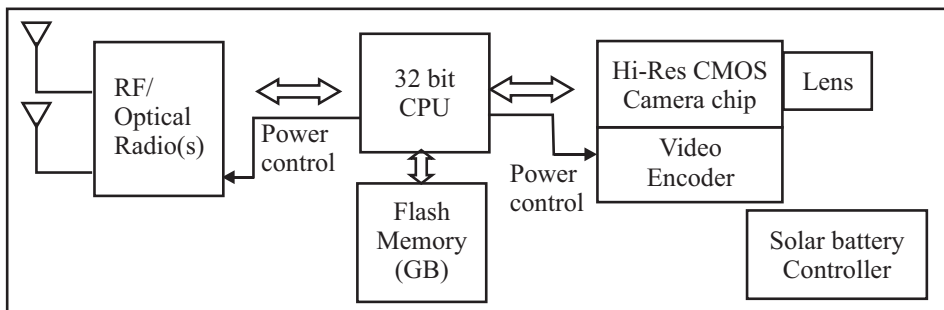 RF/
Optical
Radio(s)
Power
control
32 bit
CPU
Flash
Memory
(GB)
Power
control
Hi-Res CMOS
Camera chip
Video
Encoder
Lens
Solar battery
Controller